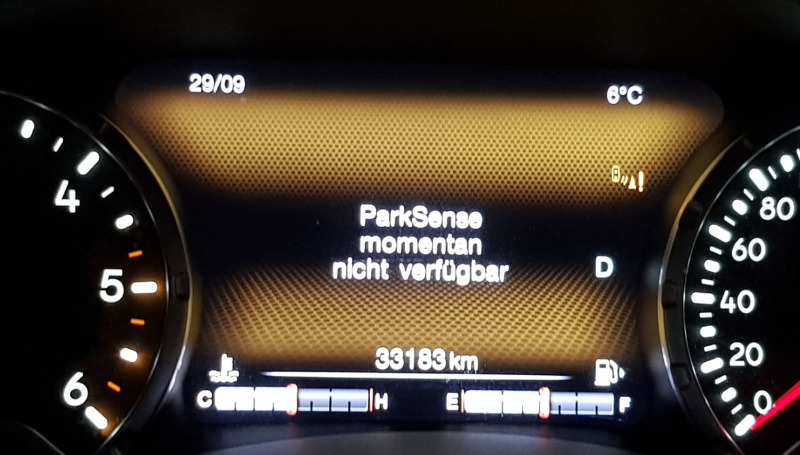 29/09
6°C
ParkSense
momentan
nicht verfügbar
D
33183 km
C H
E F
4
5
6
80
60
40
20
0